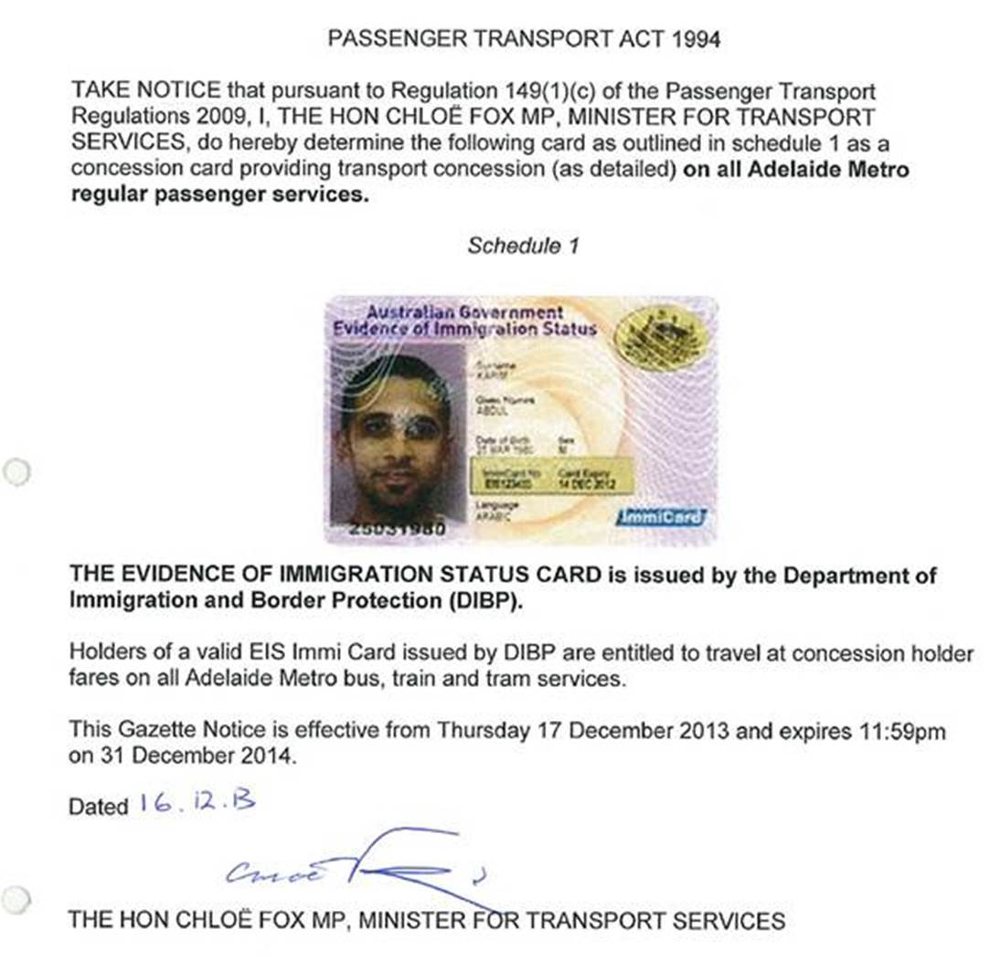 PASSENGER TRANSPORT ACT 1994
TAKE NOTICE that pursuant to Regulation 149(1)(c) of the Passenger Transport
Regulations 2009, I, THE HON CHLOË FOX MP, MINISTER FOR TRANSPORT
SERVICES, do hereby determine the following card as outlined in schedule 1 as a
concession card providing transport concession (as detailed) on all Adelaide Metro
regular passenger services.
Schedule 1
Australian Government
Evidence of Immigration Status
Surname
Given Names
ABDUL
Date of Birth Sex
MAR 1980 M
ImmiCard No Card Expiry
14 DEC 2012
Language
ARABIC
ImmiCard
25031980
THE EVIDENCE OF IMMIGRATION STATUS CARD is issued by the Department of
Immigration and Border Protection (DIBP).
Holders of a valid EIS Immi Card issued by DIBP are entitled to travel at concession holder
fares on all Adelaide Metro bus, train and tram services.
This Gazette Notice is effective from Thursday 17 December 2013 and expires 11:59pm
on 31 December 2014.
Dated 16.12.13
THE HON CHLOË FOX MP, MINISTER FOR TRANSPORT SERVICES